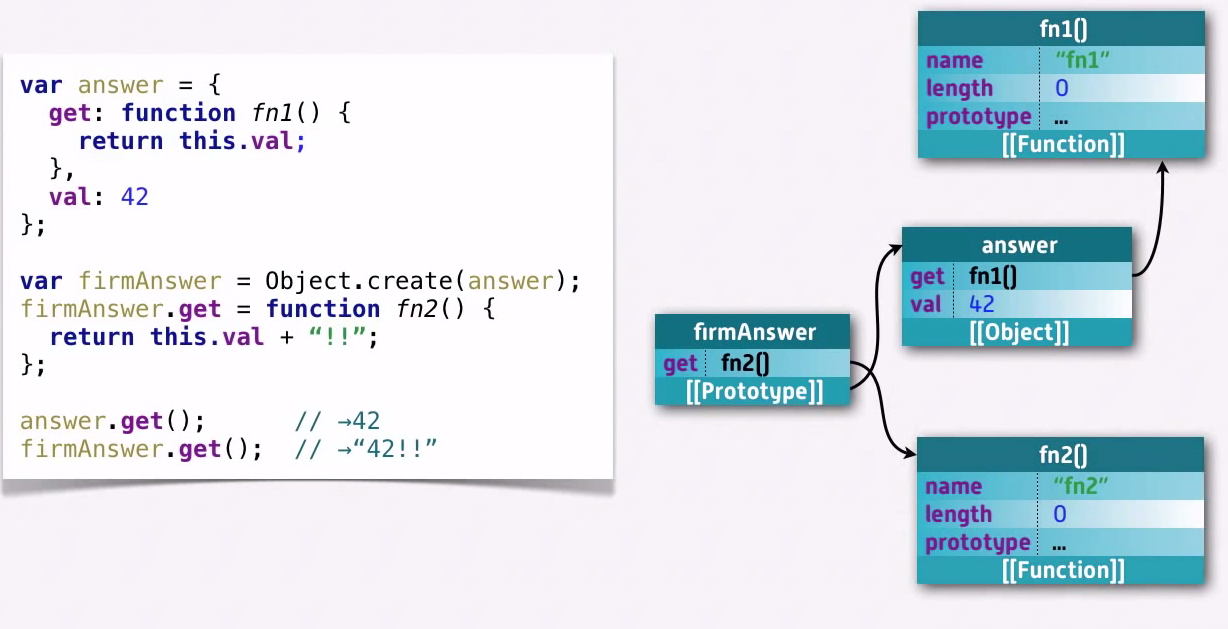 var answer = {
  get: function fn1() {
    return this.val;
  },
  val: 42
};

var firmAnswer = Object.create(answer);
firmAnswer.get = function fn2() {
  return this.val + “!!”;
};

answer.get();      // →42
firmAnswer.get();  // →“42!!”

fn1()
name “fn1”
length 0
prototype ...
[[Function]]

answer
get fn1()
val 42
[[Object]]

firmAnswer
get fn2()
[[Prototype]]

fn2()
name “fn2”
length 0
prototype ...
[[Function]]